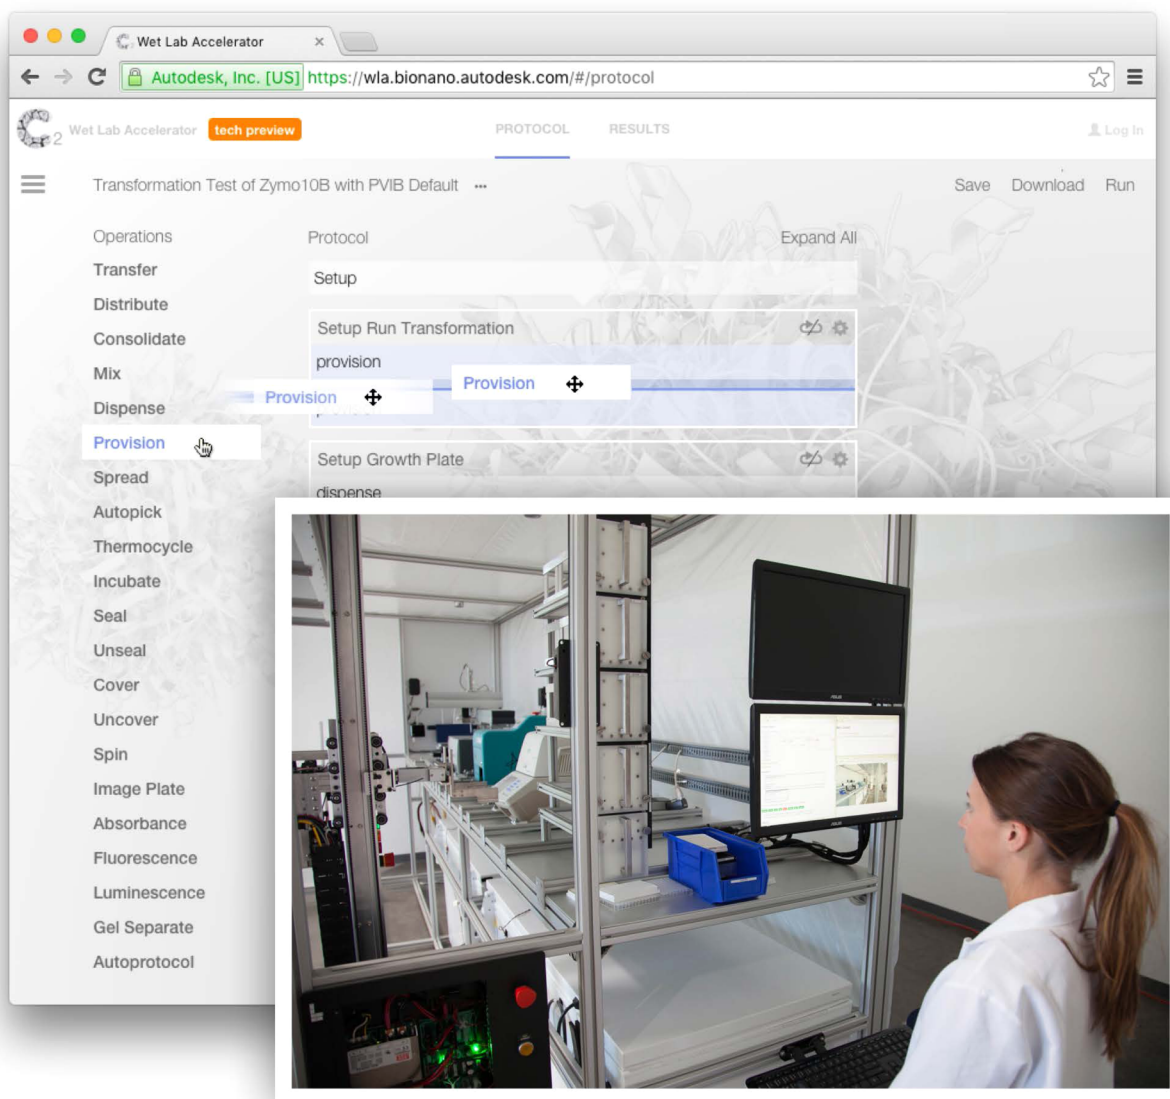 Wet Lab Accelerator
Autodesk, Inc. [US] https://wla.bionano.autodesk.com/#/protocol
C2 Wet Lab Accelerator tech preview PROTOCOL RESULTS Log In
Transformation Test of Zymo10B with PVIB Default ••• Save Download Run
Operations
Transfer
Distribute
Consolidate
Mix
Dispense
Provision
Spread
Autopick
Thermocycle
Incubate
Seal
Unseal
Cover
Uncover
Spin
Image Plate
Absorbance
Fluorescence
Luminescence
Gel Separate
Autoprotocol
Protocol Expand All
Setup
Setup Run Transformation
provision
Provision
Provision
Setup Growth Plate
dispense
ASUS
ASUS